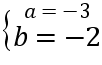 a = −3
b = −2